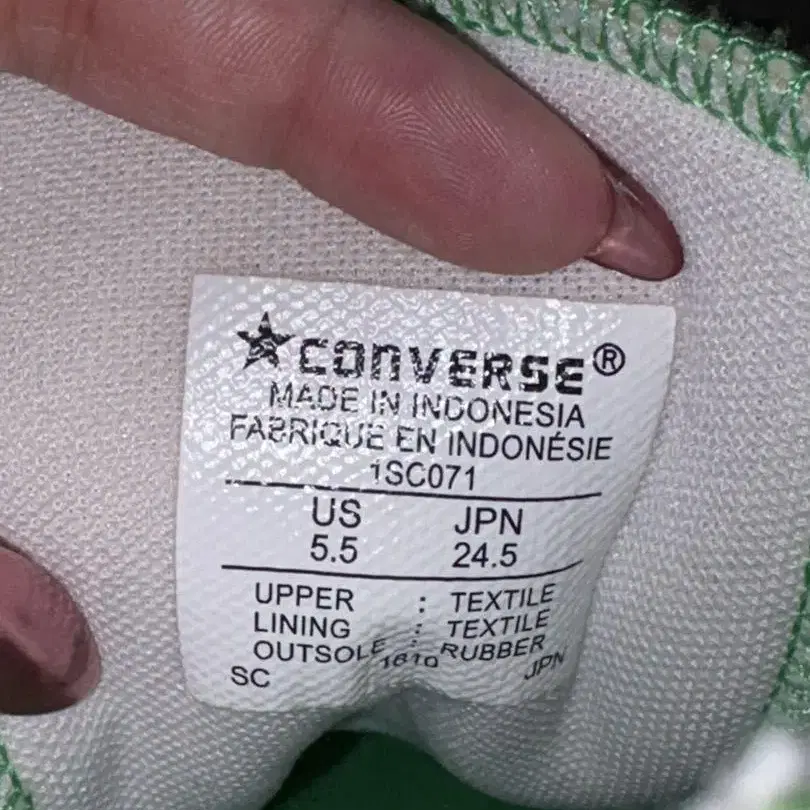 CONVERSE®
MADE IN INDONESIA
FABRIQUE EN INDONÉSIE
1SC071
US JPN
5.5 24.5
UPPER : TEXTILE
LINING : TEXTILE
OUTSOLE : RUBBER
SC 1610 JPN